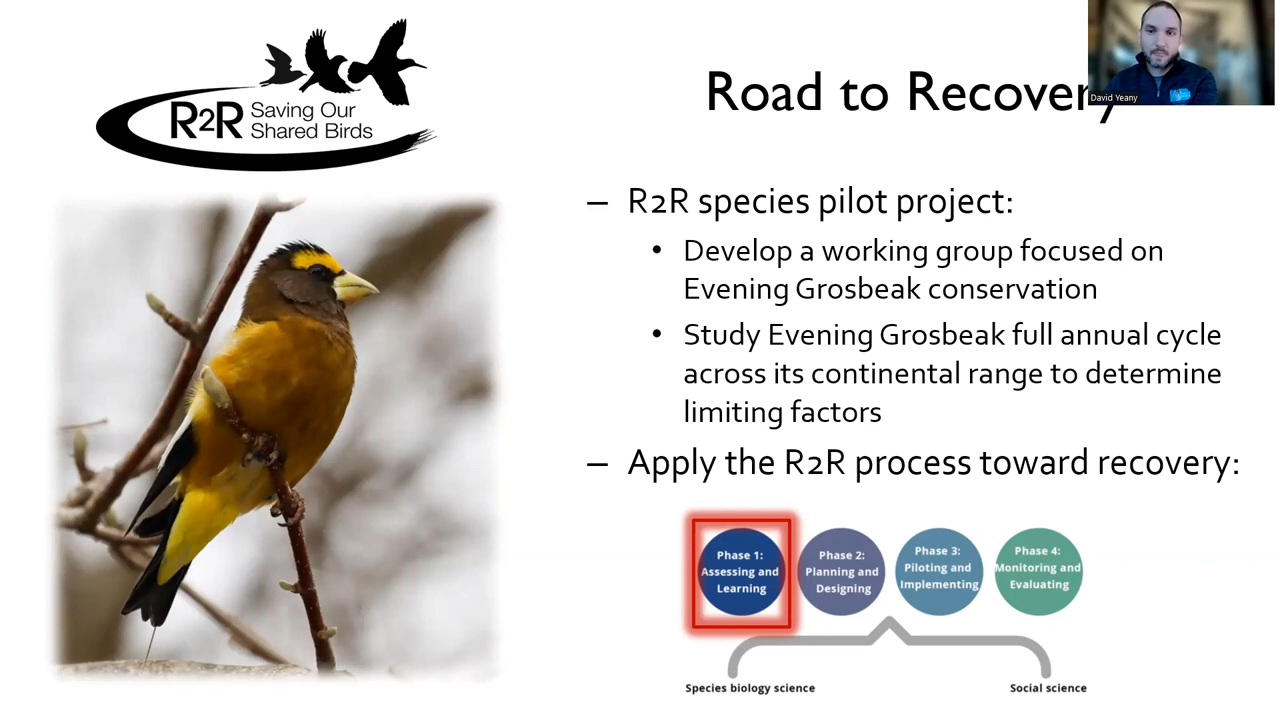 R2R Saving Our
Shared Birds
Road to Recovery
David Yeany
– R2R species pilot project:
• Develop a working group focused on
Evening Grosbeak conservation
• Study Evening Grosbeak full annual cycle
across its continental range to determine
limiting factors
– Apply the R2R process toward recovery:
Phase 1:
Assessing and
Learning
Phase 2:
Planning and
Designing
Phase 3:
Piloting and
Implementing
Phase 4:
Monitoring and
Evaluating
Species biology science
Social science